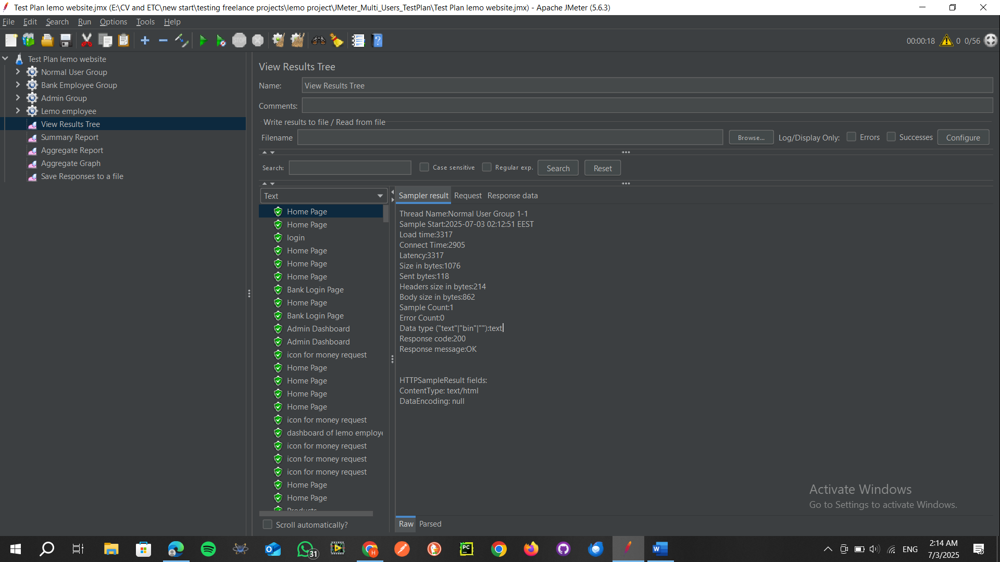 Test Plan lemo website.jmx (E:\CV and ETC\new start\testing freelance projects\lemo project\JMeter_Multi_Users_TestPlan\Test Plan lemo website.jmx) - Apache JMeter (5.6.3)
File Edit Search Run Options Tools Help
STOP
00:00:18 0 0/56
Test Plan lemo website
Normal User Group
Bank Employee Group
Admin Group
Lemo employee
View Results Tree
Summary Report
Aggregate Report
Aggregate Graph
Save Responses to a file
View Results Tree
Name: View Results Tree
Comments:
Write results to file / Read from file
Filename Browse... Log/Display Only: Errors Successes Configure
Search: Case sensitive Regular exp. Search Reset
Text
Home Page
Home Page
login
Home Page
Home Page
Home Page
Bank Login Page
Home Page
Bank Login Page
Admin Dashboard
Admin Dashboard
icon for money request
Home Page
Home Page
Home Page
Home Page
icon for money request
dashboard of lemo employe
icon for money request
icon for money request
icon for money request
Home Page
Home Page
Products
Scroll automatically?
Sampler result Request Response data
Thread Name:Normal User Group 1-1
Sample Start:2025-07-03 02:12:51 EEST
Load time:3317
Connect Time:2905
Latency:3317
Size in bytes:1076
Sent bytes:118
Headers size in bytes:214
Body size in bytes:862
Sample Count:1
Error Count:0
Data type ("text"|"bin"|""):text
Response code:200
Response message:OK
HTTPSampleResult fields:
ContentType: text/html
DataEncoding: null
Raw Parsed
Activate Windows
Go to Settings to activate Windows.
31
PC
H
W
ENG
2:14 AM
7/3/2025